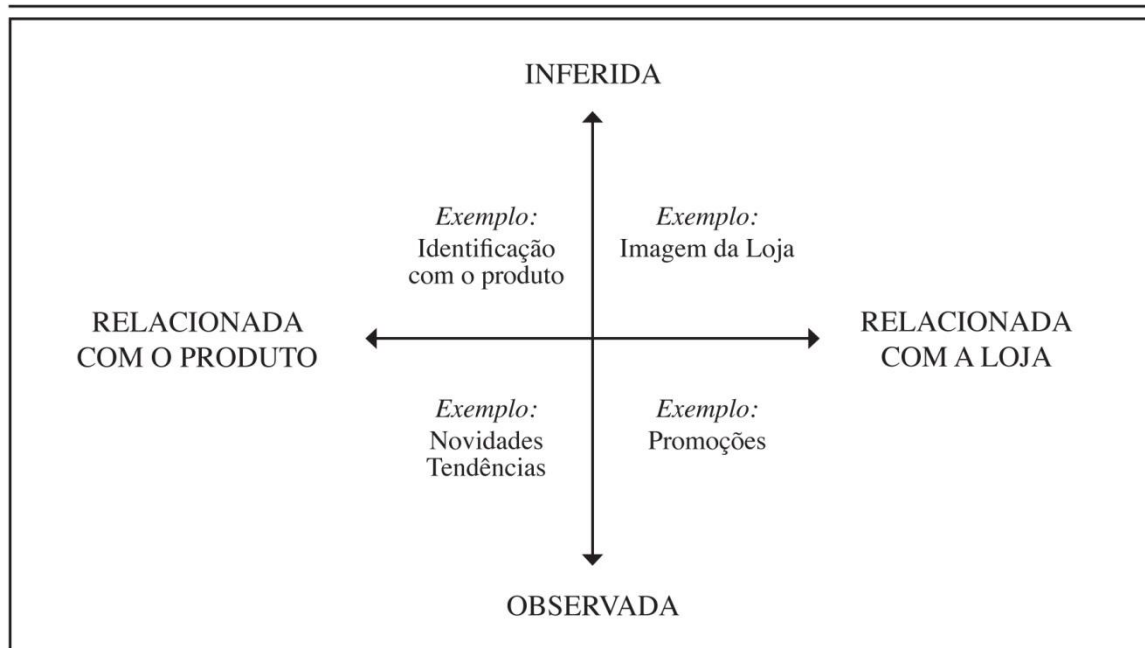 INFERIDA
Exemplo:
Identificação
com o produto
Exemplo:
Imagem da Loja
RELACIONADA
COM O PRODUTO
RELACIONADA
COM A LOJA
Exemplo:
Novidades
Tendências
Exemplo:
Promoções
OBSERVADA